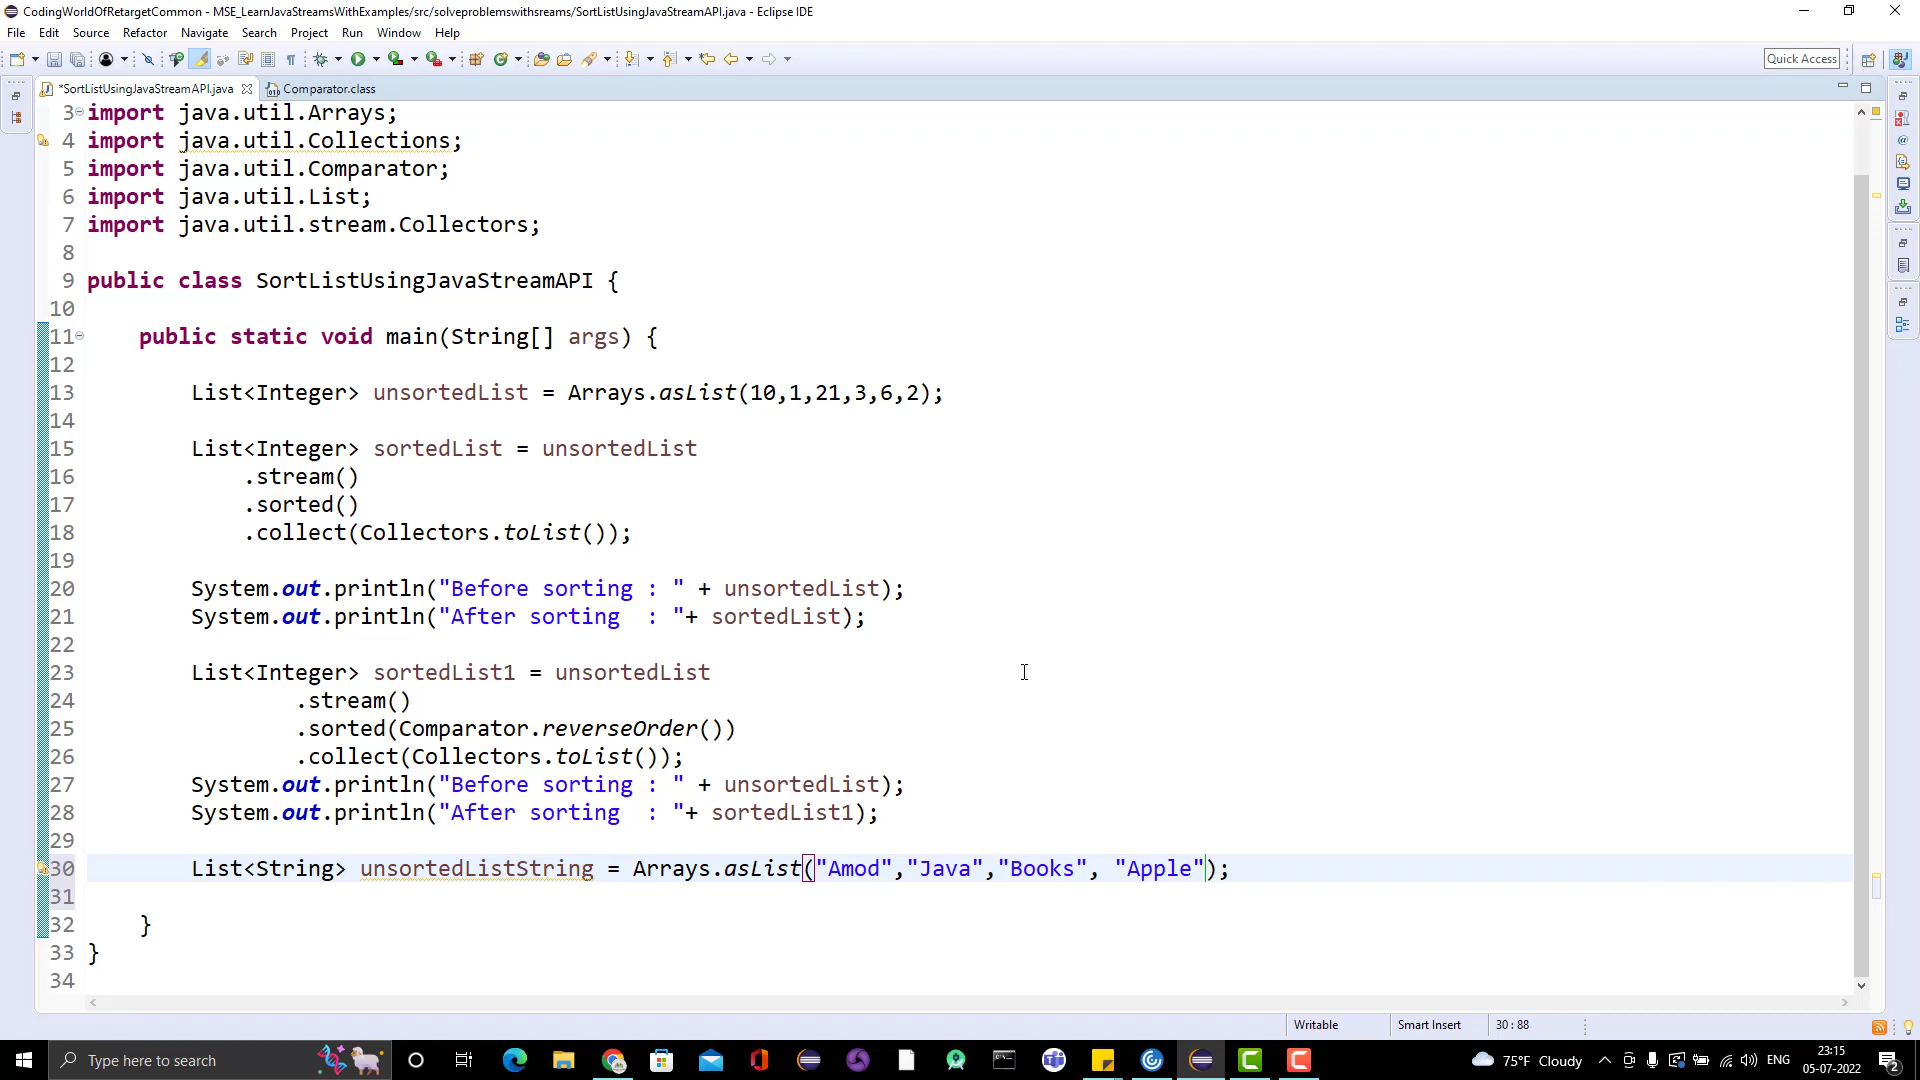 CodingWorldOfRetargetCommon - MSE_LearnJavaStreamsWithExamples/src/solveproblemswithsreams/SortListUsingJavaStreamAPI.java - Eclipse IDE
File Edit Source Refactor Navigate Search Project Run Window Help
Quick Access
*SortListUsingJavaStreamAPI.java Comparator.class
3 import java.util.Arrays;
4 import java.util.Collections;
5 import java.util.Comparator;
6 import java.util.List;
7 import java.util.stream.Collectors;
8
9 public class SortListUsingJavaStreamAPI {
10
11 public static void main(String[] args) {
12
13 List<Integer> unsortedList = Arrays.asList(10,1,21,3,6,2);
14
15 List<Integer> sortedList = unsortedList
16 .stream()
17 .sorted()
18 .collect(Collectors.toList());
19
20 System.out.println("Before sorting : " + unsortedList);
21 System.out.println("After sorting  : "+ sortedList);
22
23 List<Integer> sortedList1 = unsortedList
24 .stream()
25 .sorted(Comparator.reverseOrder())
26 .collect(Collectors.toList());
27 System.out.println("Before sorting : " + unsortedList);
28 System.out.println("After sorting  : "+ sortedList1);
29
30 List<String> unsortedListString = Arrays.asList("Amod","Java","Books", "Apple");
31
32 }
33 }
34
Writable Smart Insert 30 : 88
Type here to search
75°F Cloudy
ENG
23:15
05-07-2022
2